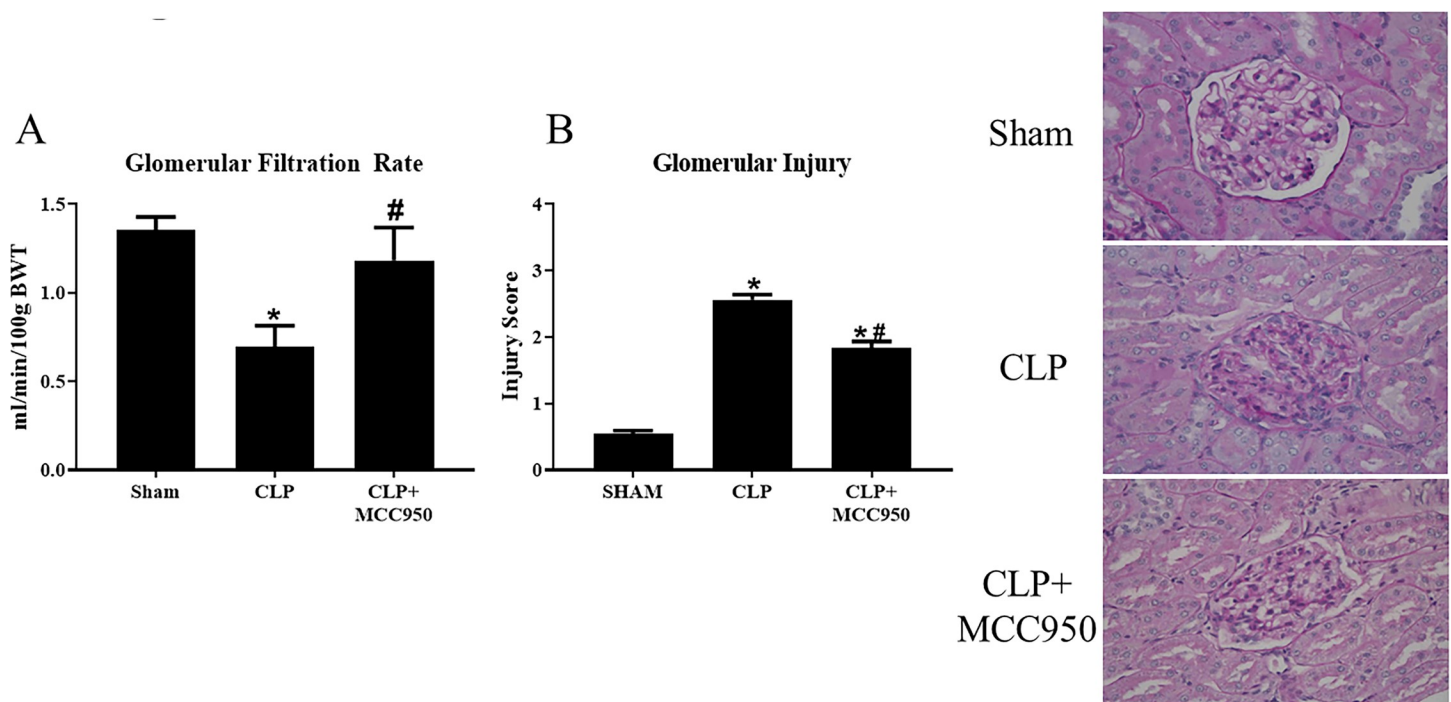 A
Glomerular Filtration Rate
ml/min/100g BWT
1.5
1.0
0.5
0.0
*
#
Sham
CLP
CLP+
MCC950
B
Glomerular Injury
Injury Score
4
3
2
1
0
*
*#
SHAM
CLP
CLP+
MCC950
Sham
CLP
CLP+
MCC950